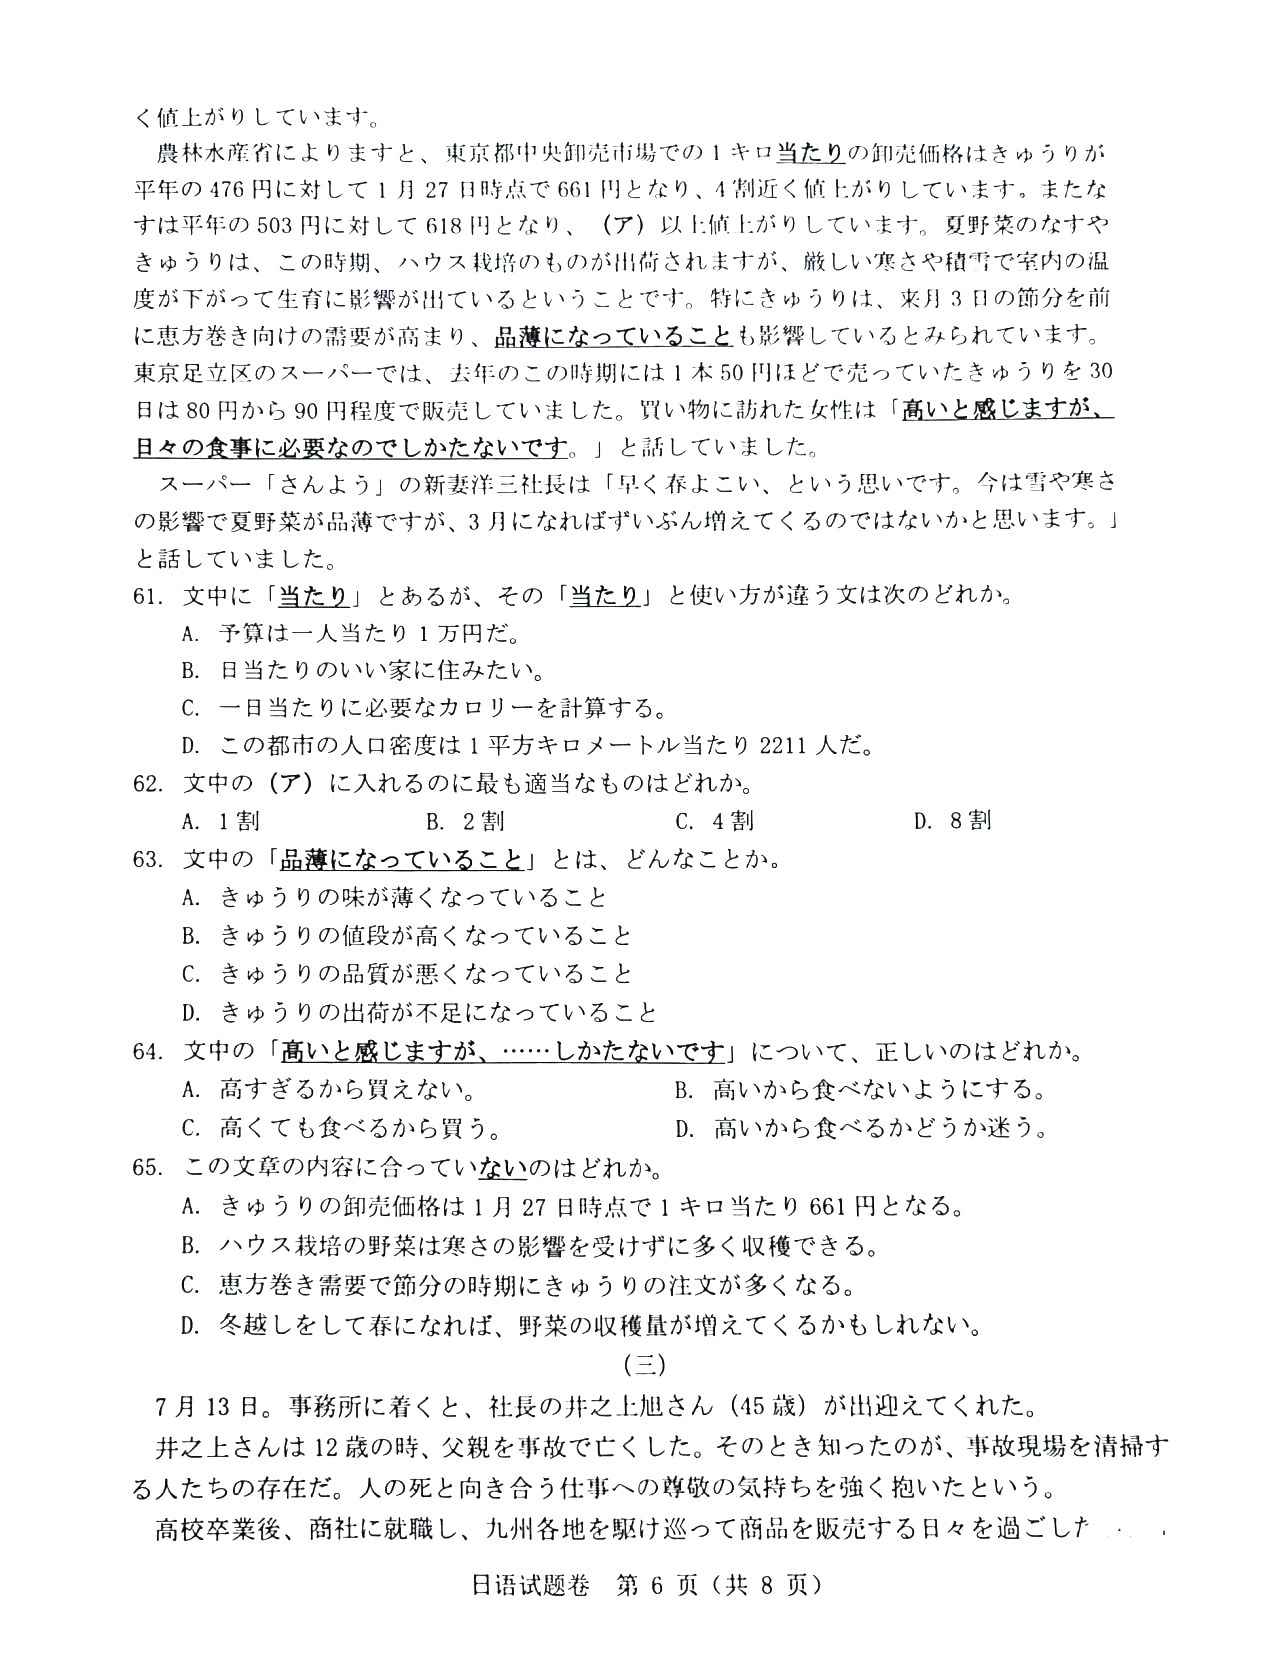 く値上がりしています。
農林水産省によりますと、東京都中央卸売市場での1キロ当たりの卸売価格はきゅうりが
平年の476円に対して1月27日時点で661円となり、4割近く値上がりしています。またな
すは平年の503円に対して618円となり、（ア）以上値上がりしています。夏野菜のなすや
きゅうりは、この時期、ハウス栽培のものが出荷されますが、厳しい寒さや積雪で室内の温
度が下がって生育に影響が出ているということです。特にきゅうりは、来月3日の節分を前
に恵方巻き向けの需要が高まり、品薄になっていることも影響しているとみられています。
東京足立区のスーパーでは、去年のこの時期には1本50円ほどで売っていたきゅうりを30
日は80円から90円程度で販売していました。買い物に訪れた女性は「高いと感じますが、
日々の食事に必要なのでしかたないです。」と話していました。
スーパー「さんよう」の新妻洋三社長は「早く春よこい、という思いです。今は雪や寒さ
の影響で夏野菜が品薄ですが、3月になればずいぶん増えてくるのではないかと思います。」
と話していました。
61. 文中に「当たり」とあるが、その「当たり」と使い方が違う文は次のどれか。
A. 予算は一人当たり1万円だ。
B. 日当たりのいい家に住みたい。
C. 一日当たりに必要なカロリーを計算する。
D. この都市の人口密度は1平方キロメートル当たり2211人だ。
62. 文中の（ア）に入れるのに最も適当なものはどれか。
A. 1割 B. 2割 C. 4割 D. 8割
63. 文中の「品薄になっていること」とは、どんなことか。
A. きゅうりの味が薄くなっていること
B. きゅうりの値段が高くなっていること
C. きゅうりの品質が悪くなっていること
D. きゅうりの出荷が不足になっていること
64. 文中の「高いと感じますが、……しかたないです」について、正しいのはどれか。
A. 高すぎるから買えない。 B. 高いから食べないようにする。
C. 高くても食べるから買う。 D. 高いから食べるかどうか迷う。
65. この文章の内容に合っていないのはどれか。
A. きゅうりの卸売価格は1月27日時点で1キロ当たり661円となる。
B. ハウス栽培の野菜は寒さの影響を受けずに多く収穫できる。
C. 恵方巻き需要で節分の時期にきゅうりの注文が多くなる。
D. 冬越しをして春になれば、野菜の収穫量が増えてくるかもしれない。
（三）
7月13日。事務所に着くと、社長の井之上旭さん（45歳）が出迎えてくれた。
井之上さんは12歳の時、父親を事故で亡くした。そのとき知ったのが、事故現場を清掃す
る人たちの存在だ。人の死と向き合う仕事への尊敬の気持ちを強く抱いたという。
高校卒業後、商社に就職し、九州各地を駆け巡って商品を販売する日々を過ごした
日语试题卷 第6页（共8页）